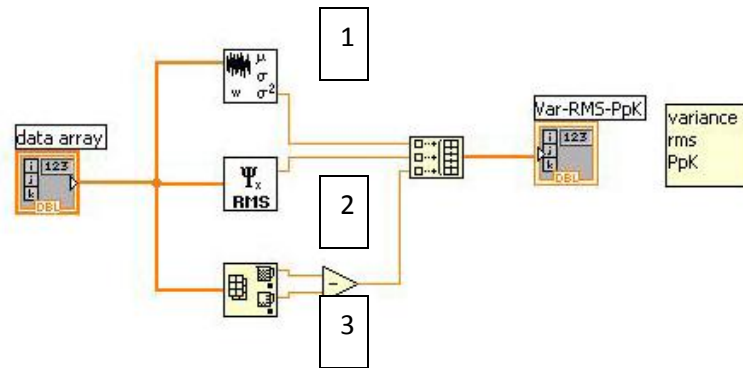 1
μ
σ
w σ²
data array
i 123
j
k
DBL
Ψx
RMS
2
3
-
Var-RMS-PpK
i 123
j
k
DBL
variance
rms
PpK